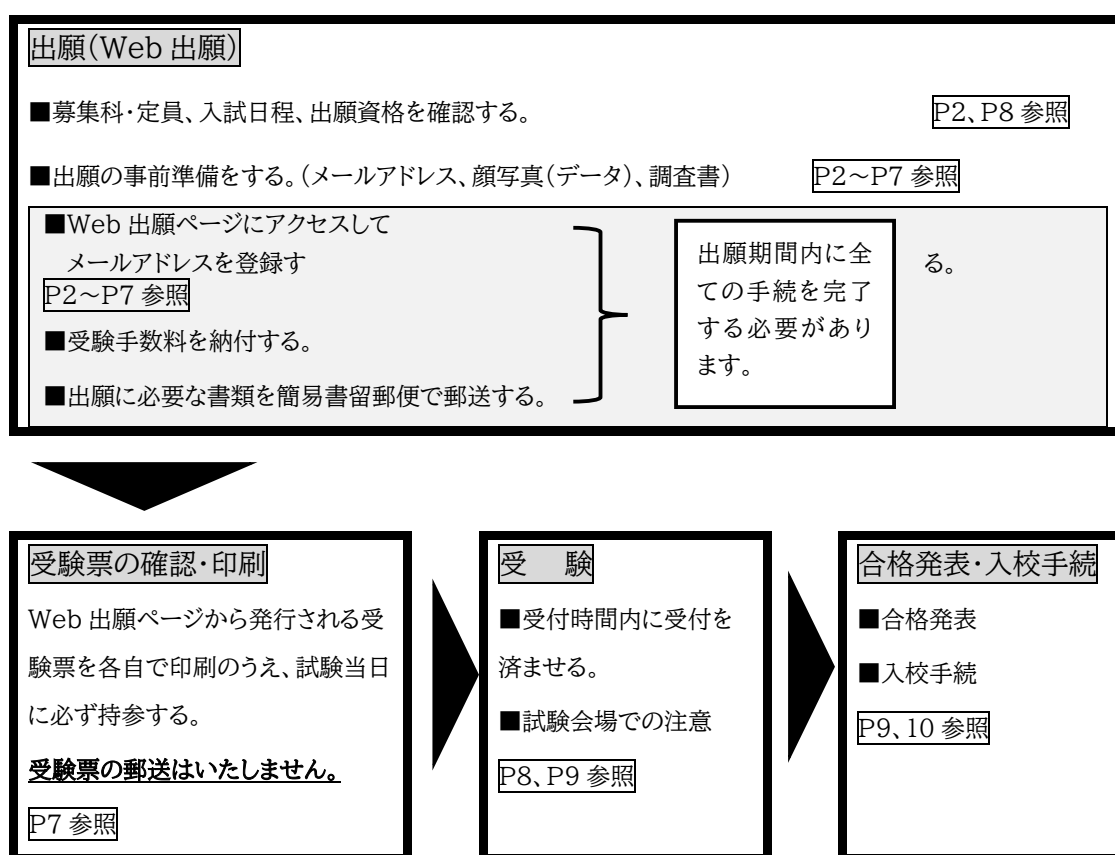 出願(Web 出願)
■募集科・定員、入試日程、出願資格を確認する。 P2、P8 参照
■出願の事前準備をする。(メールアドレス、顔写真(データ)、調査書) P2~P7 参照
■Web 出願ページにアクセスして
メールアドレスを登録す
る。
P2~P7 参照
■受験手数料を納付する。
■出願に必要な書類を簡易書留郵便で郵送する。
出願期間内に全
ての手続を完了
する必要があり
ます。
受験票の確認・印刷
Web 出願ページから発行される受
験票を各自で印刷のうえ、試験当日
に必ず持参する。
受験票の郵送はいたしません。
P7 参照
受 験
■受付時間内に受付を
済ませる。
■試験会場での注意
P8、P9 参照
合格発表・入校手続
■合格発表
■入校手続
P9、10 参照